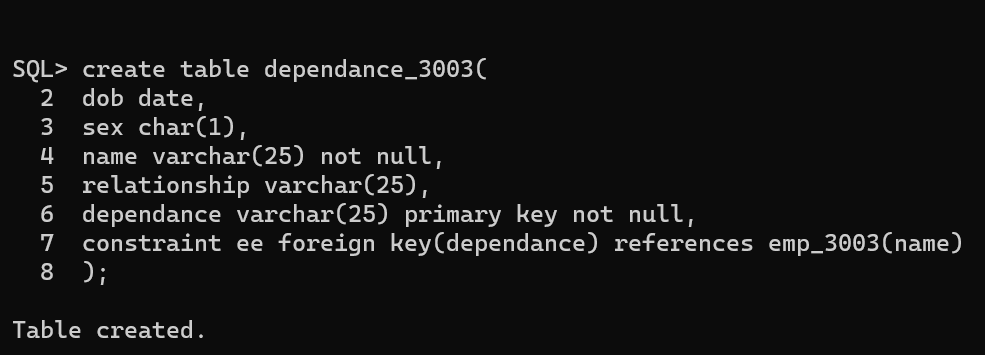 SQL> create table dependance_3003(
  2  dob date,
  3  sex char(1),
  4  name varchar(25) not null,
  5  relationship varchar(25),
  6  dependance varchar(25) primary key not null,
  7  constraint ee foreign key(dependance) references emp_3003(name)
  8  );
Table created.